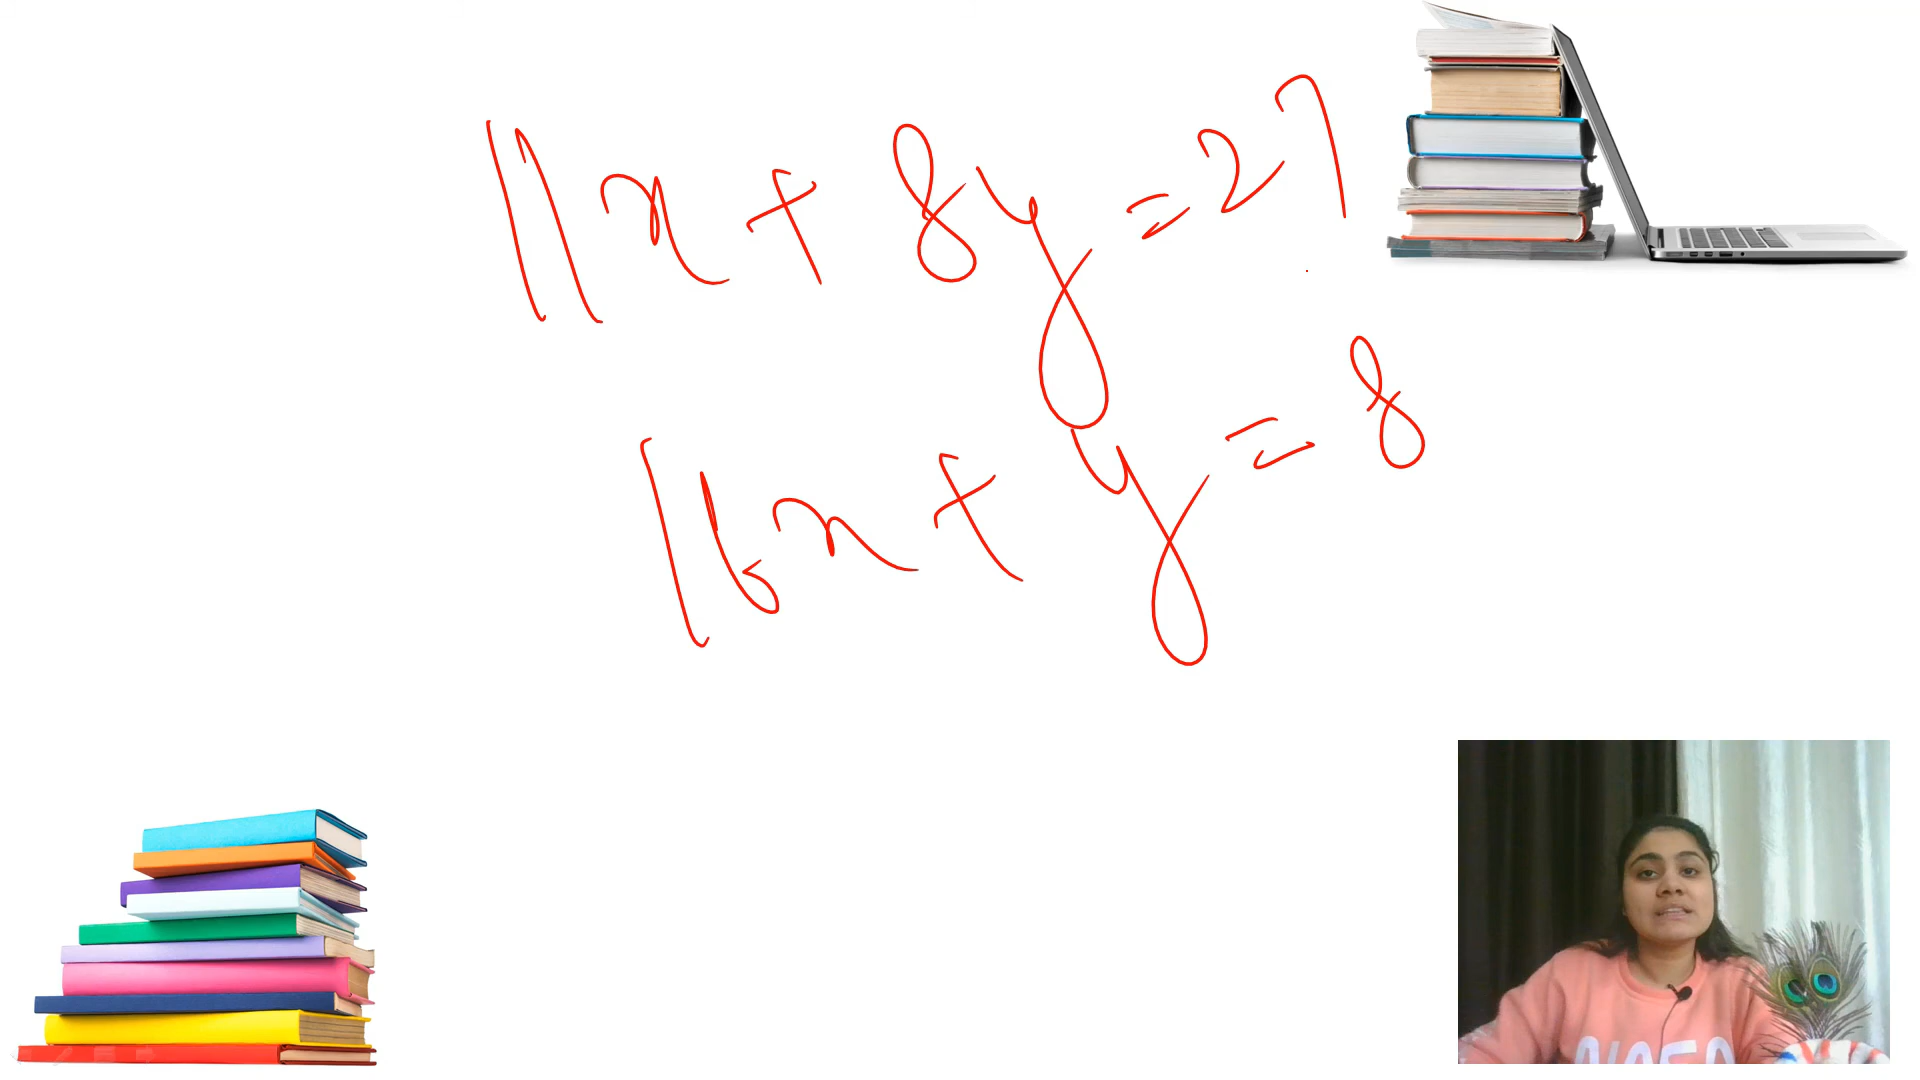 11x + 8y = 27
16x + y = 8